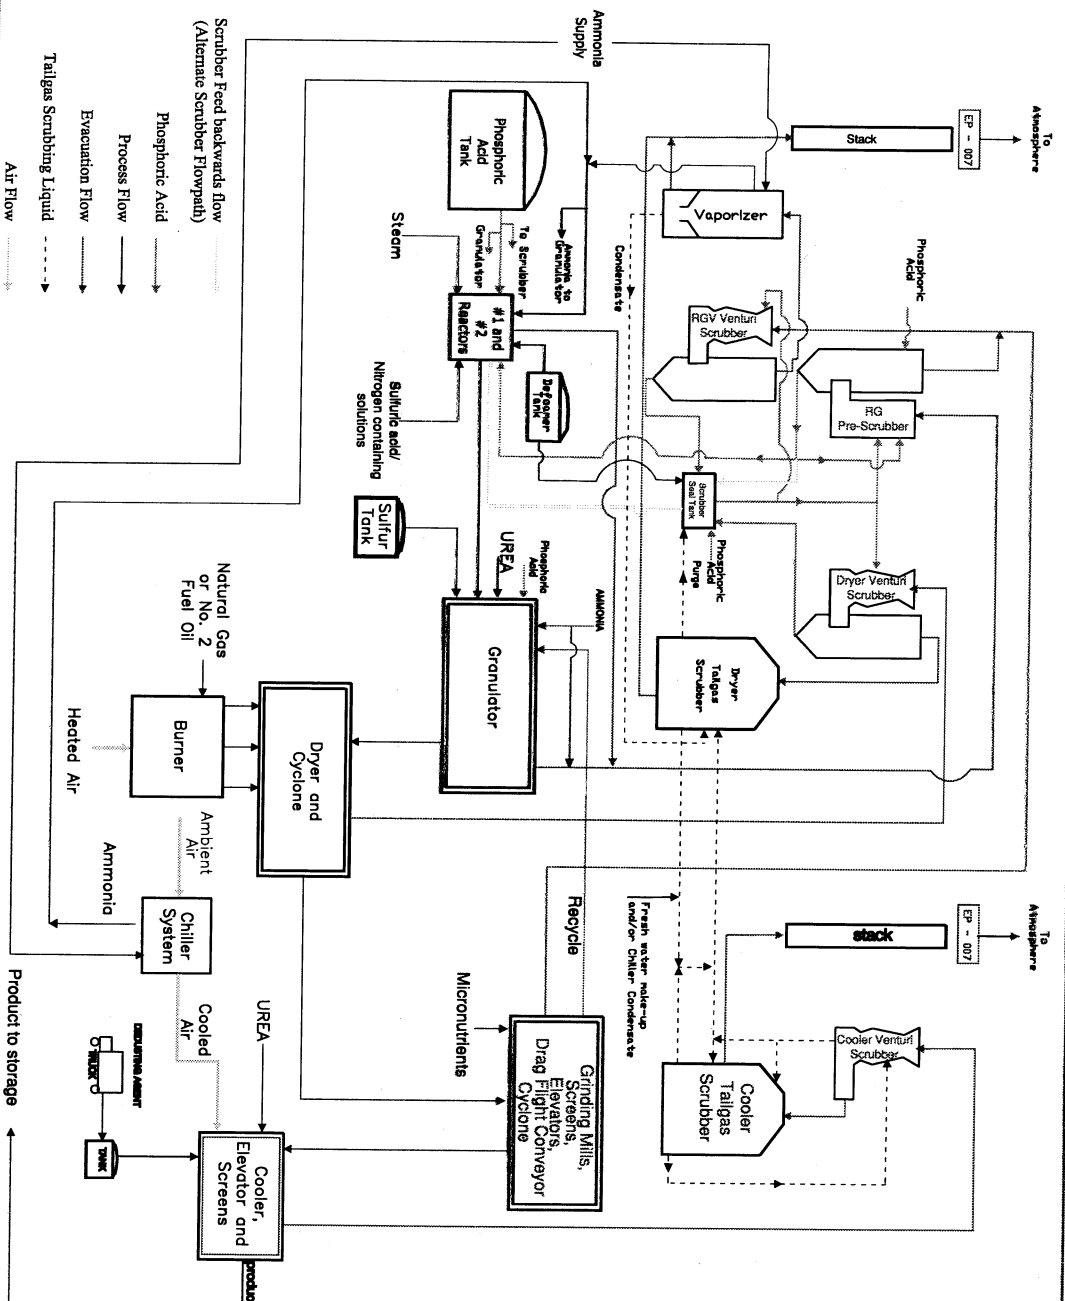 To
Atmosphere
EP - 007
Stack
To
Atmosphere
EP - 007
stack
Ammonia
Supply
Vaporizer
Condensate
Phosphoric
Acid
RGV Venturi
Scrubber
RG
Pre-Scrubber
Scrubber
Seal Tank
Phosphoric
Acid
Purge
Dryer Venturi
Scrubber
Dryer
Tailgas
Scrubber
Fresh water make-up
and/or Chiller Condensate
Cooler Venturi
Scrubber
Cooler
Tailgas
Scrubber
Phosphoric
Acid
Tank
To Scrubber
Granulator
Ammonia to
Granulator
Steam
#1 and
#2
Reactors
Defoamer
Tank
Sulfuric acid/
Nitrogen containing
solutions
Sulfur
Tank
UREA
Phosphoric
Acid
AMMONIA
Granulator
Recycle
Micronutrients
Grinding Mills,
Screens,
Elevators,
Drag Flight Conveyor
Cyclone
Natural Gas
or No. 2
Fuel Oil
Burner
Heated Air
Dryer and
Cyclone
Ambient
Air
Ammonia
Chiller
System
Cooled
Air
UREA
DEDUSTING AGENT
TRUCK
TANK
Cooler,
Elevator and
Screens
produc
Product to storage
Scrubber Feed backwards flow
(Alternate Scrubber Flowpath)
Phosphoric Acid
Process Flow
Evacuation Flow
Tailgas Scrubbing Liquid
Air Flow